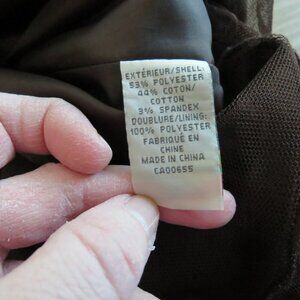 EXTÉRIEUR/SHELL:
53% POLYESTER
44% COTON/
COTTON
3% SPANDEX
DOUBLURE/LINING:
100% POLYESTER
FABRIQUÉ EN
CHINE
MADE IN CHINA
CA00655